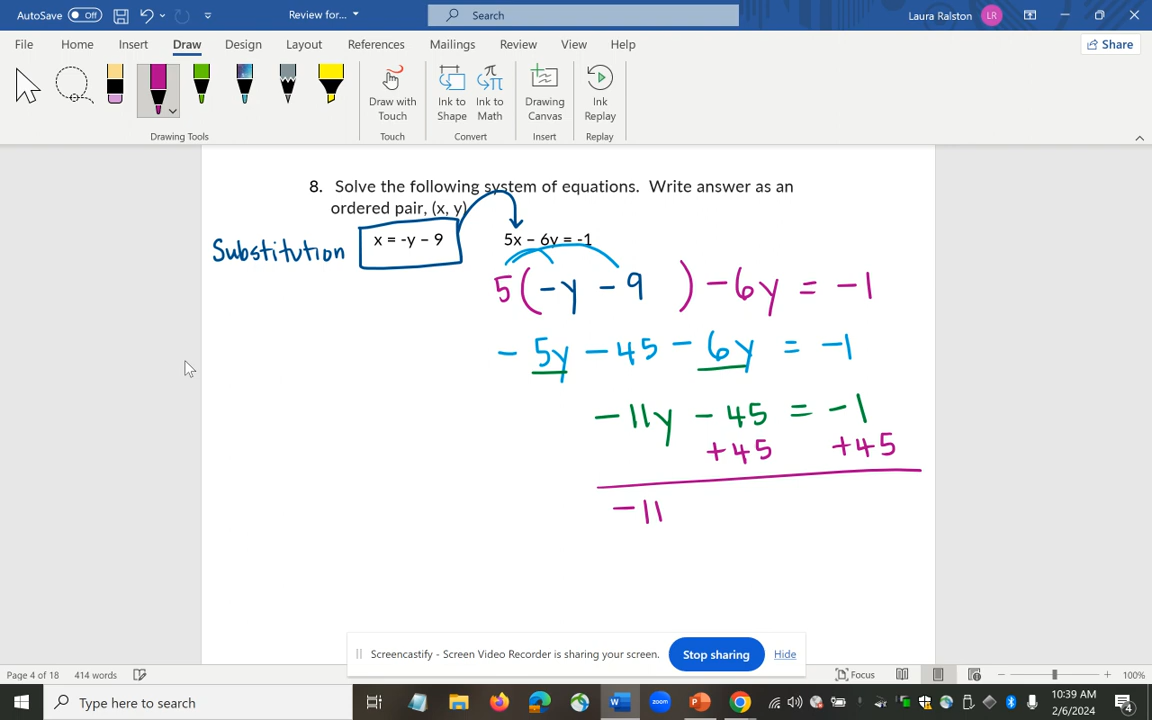 AutoSave Off Review for... Search Laura Ralston LR
File Home Insert Draw Design Layout References Mailings Review View Help Share
Draw with Touch Ink to Shape Ink to Math Drawing Canvas Ink Replay
Drawing Tools Touch Convert Insert Replay
8. Solve the following system of equations. Write answer as an
ordered pair, (x, y)
Substitution x = -y – 9 5x – 6y = -1
5(-y - 9 ) - 6y = -1
- 5y - 45 - 6y = -1
-11y - 45 = -1
+45 +45
-11
Screencastify - Screen Video Recorder is sharing your screen. Stop sharing Hide
Page 4 of 18 414 words Focus 100%
Type here to search zoom W P 10:39 AM
2/6/2024 4